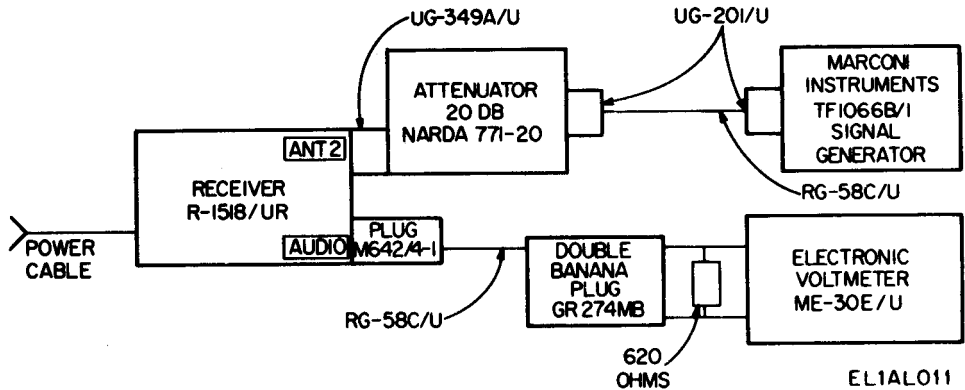 UG-349A/U
UG-201/U
ATTENUATOR
20 DB
NARDA 771-20
MARCONI
INSTRUMENTS
TF1066B/1
SIGNAL
GENERATOR
ANT 2
RECEIVER
R-1518/UR
AUDIO
RG-58C/U
POWER
CABLE
PLUG
M642/4-1
RG-58C/U
DOUBLE
BANANA
PLUG
GR 274MB
620
OHMS
ELECTRONIC
VOLTMETER
ME-30E/U
EL1AL011